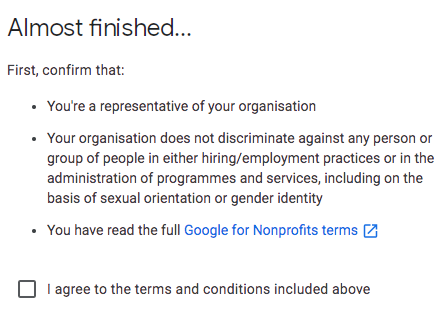 Almost finished...
First, confirm that:
• You're a representative of your organisation
• Your organisation does not discriminate against any person or
group of people in either hiring/employment practices or in the
administration of programmes and services, including on the
basis of sexual orientation or gender identity
• You have read the full Google for Nonprofits terms
I agree to the terms and conditions included above